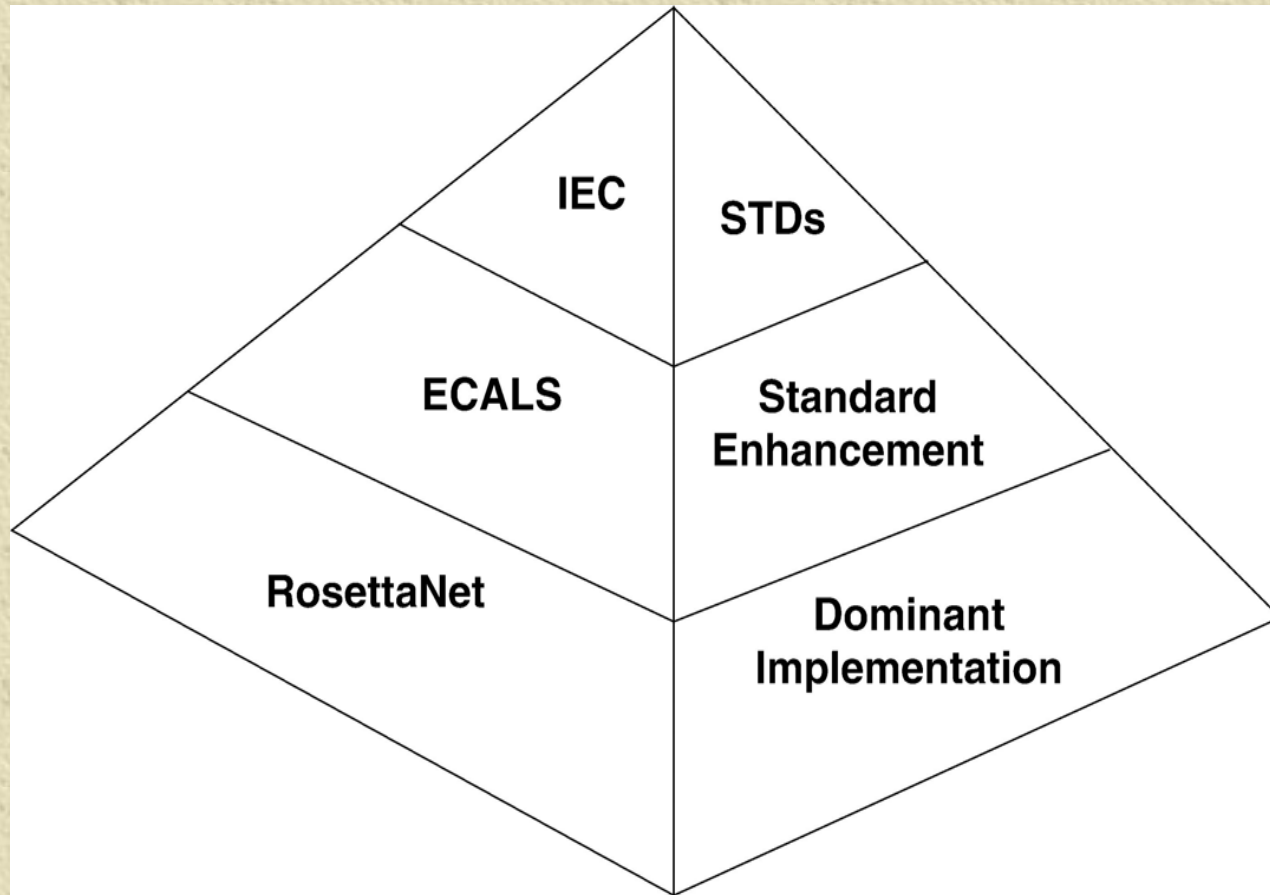 IEC
STDs
ECALS
Standard
Enhancement
RosettaNet
Dominant
Implementation